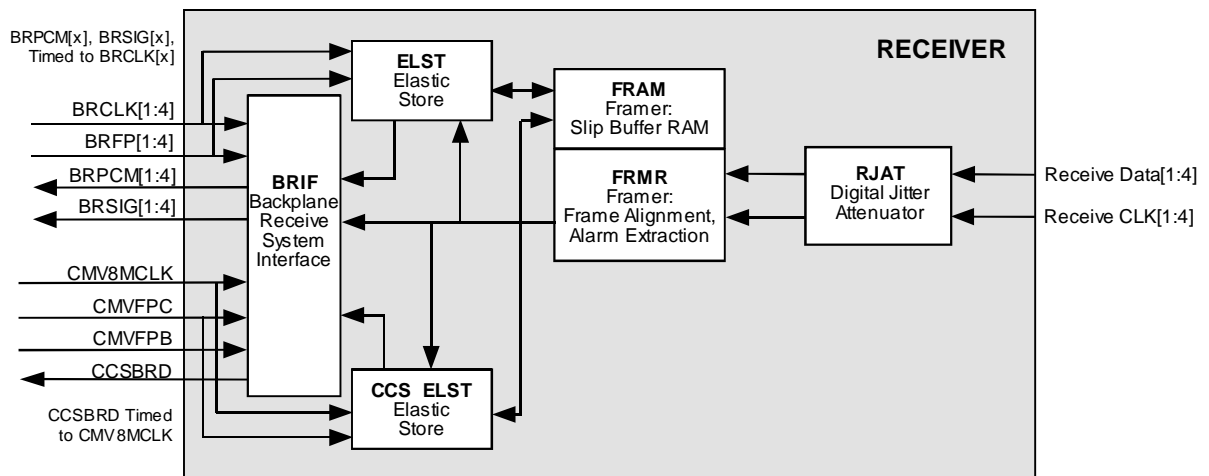 BRPCM[x], BRSIG[x],
Timed to BRCLK[x]
RECEIVER
ELST
Elastic
Store
FRAM
Framer:
Slip Buffer RAM
BRCLK[1:4]
BRFP[1:4]
BRPCM[1:4]
BRSIG[1:4]
BRIF
Backplane
Receive
System
Interface
FRMR
Framer:
Frame Alignment,
Alarm Extraction
RJAT
Digital Jitter
Attenuator
Receive Data[1:4]
Receive CLK[1:4]
CMV8MCLK
CMVFPC
CMVFPB
CCSBRD
CCS ELST
Elastic
Store
CCSBRD Timed
to CMV8MCLK